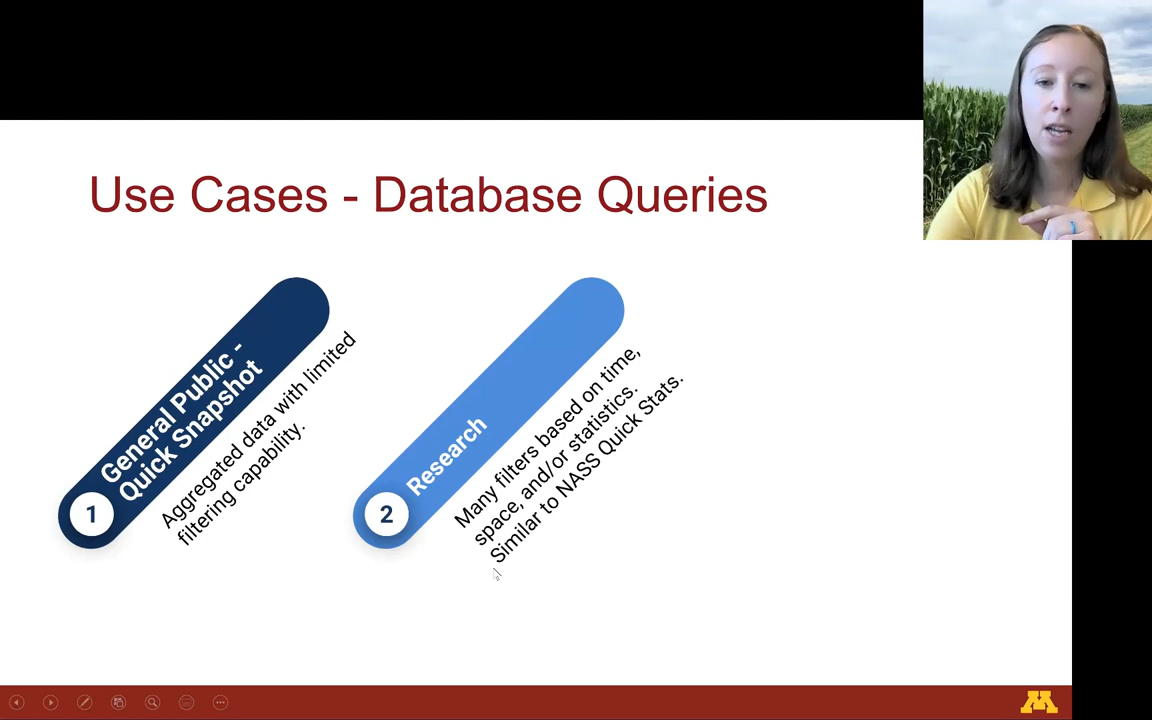 Use Cases - Database Queries
General Public -
Quick Snapshot
1
Aggregated data with limited
filtering capability.
Research
2
Many filters based on time,
space, and/or statistics.
Similar to NASS Quick Stats.
M